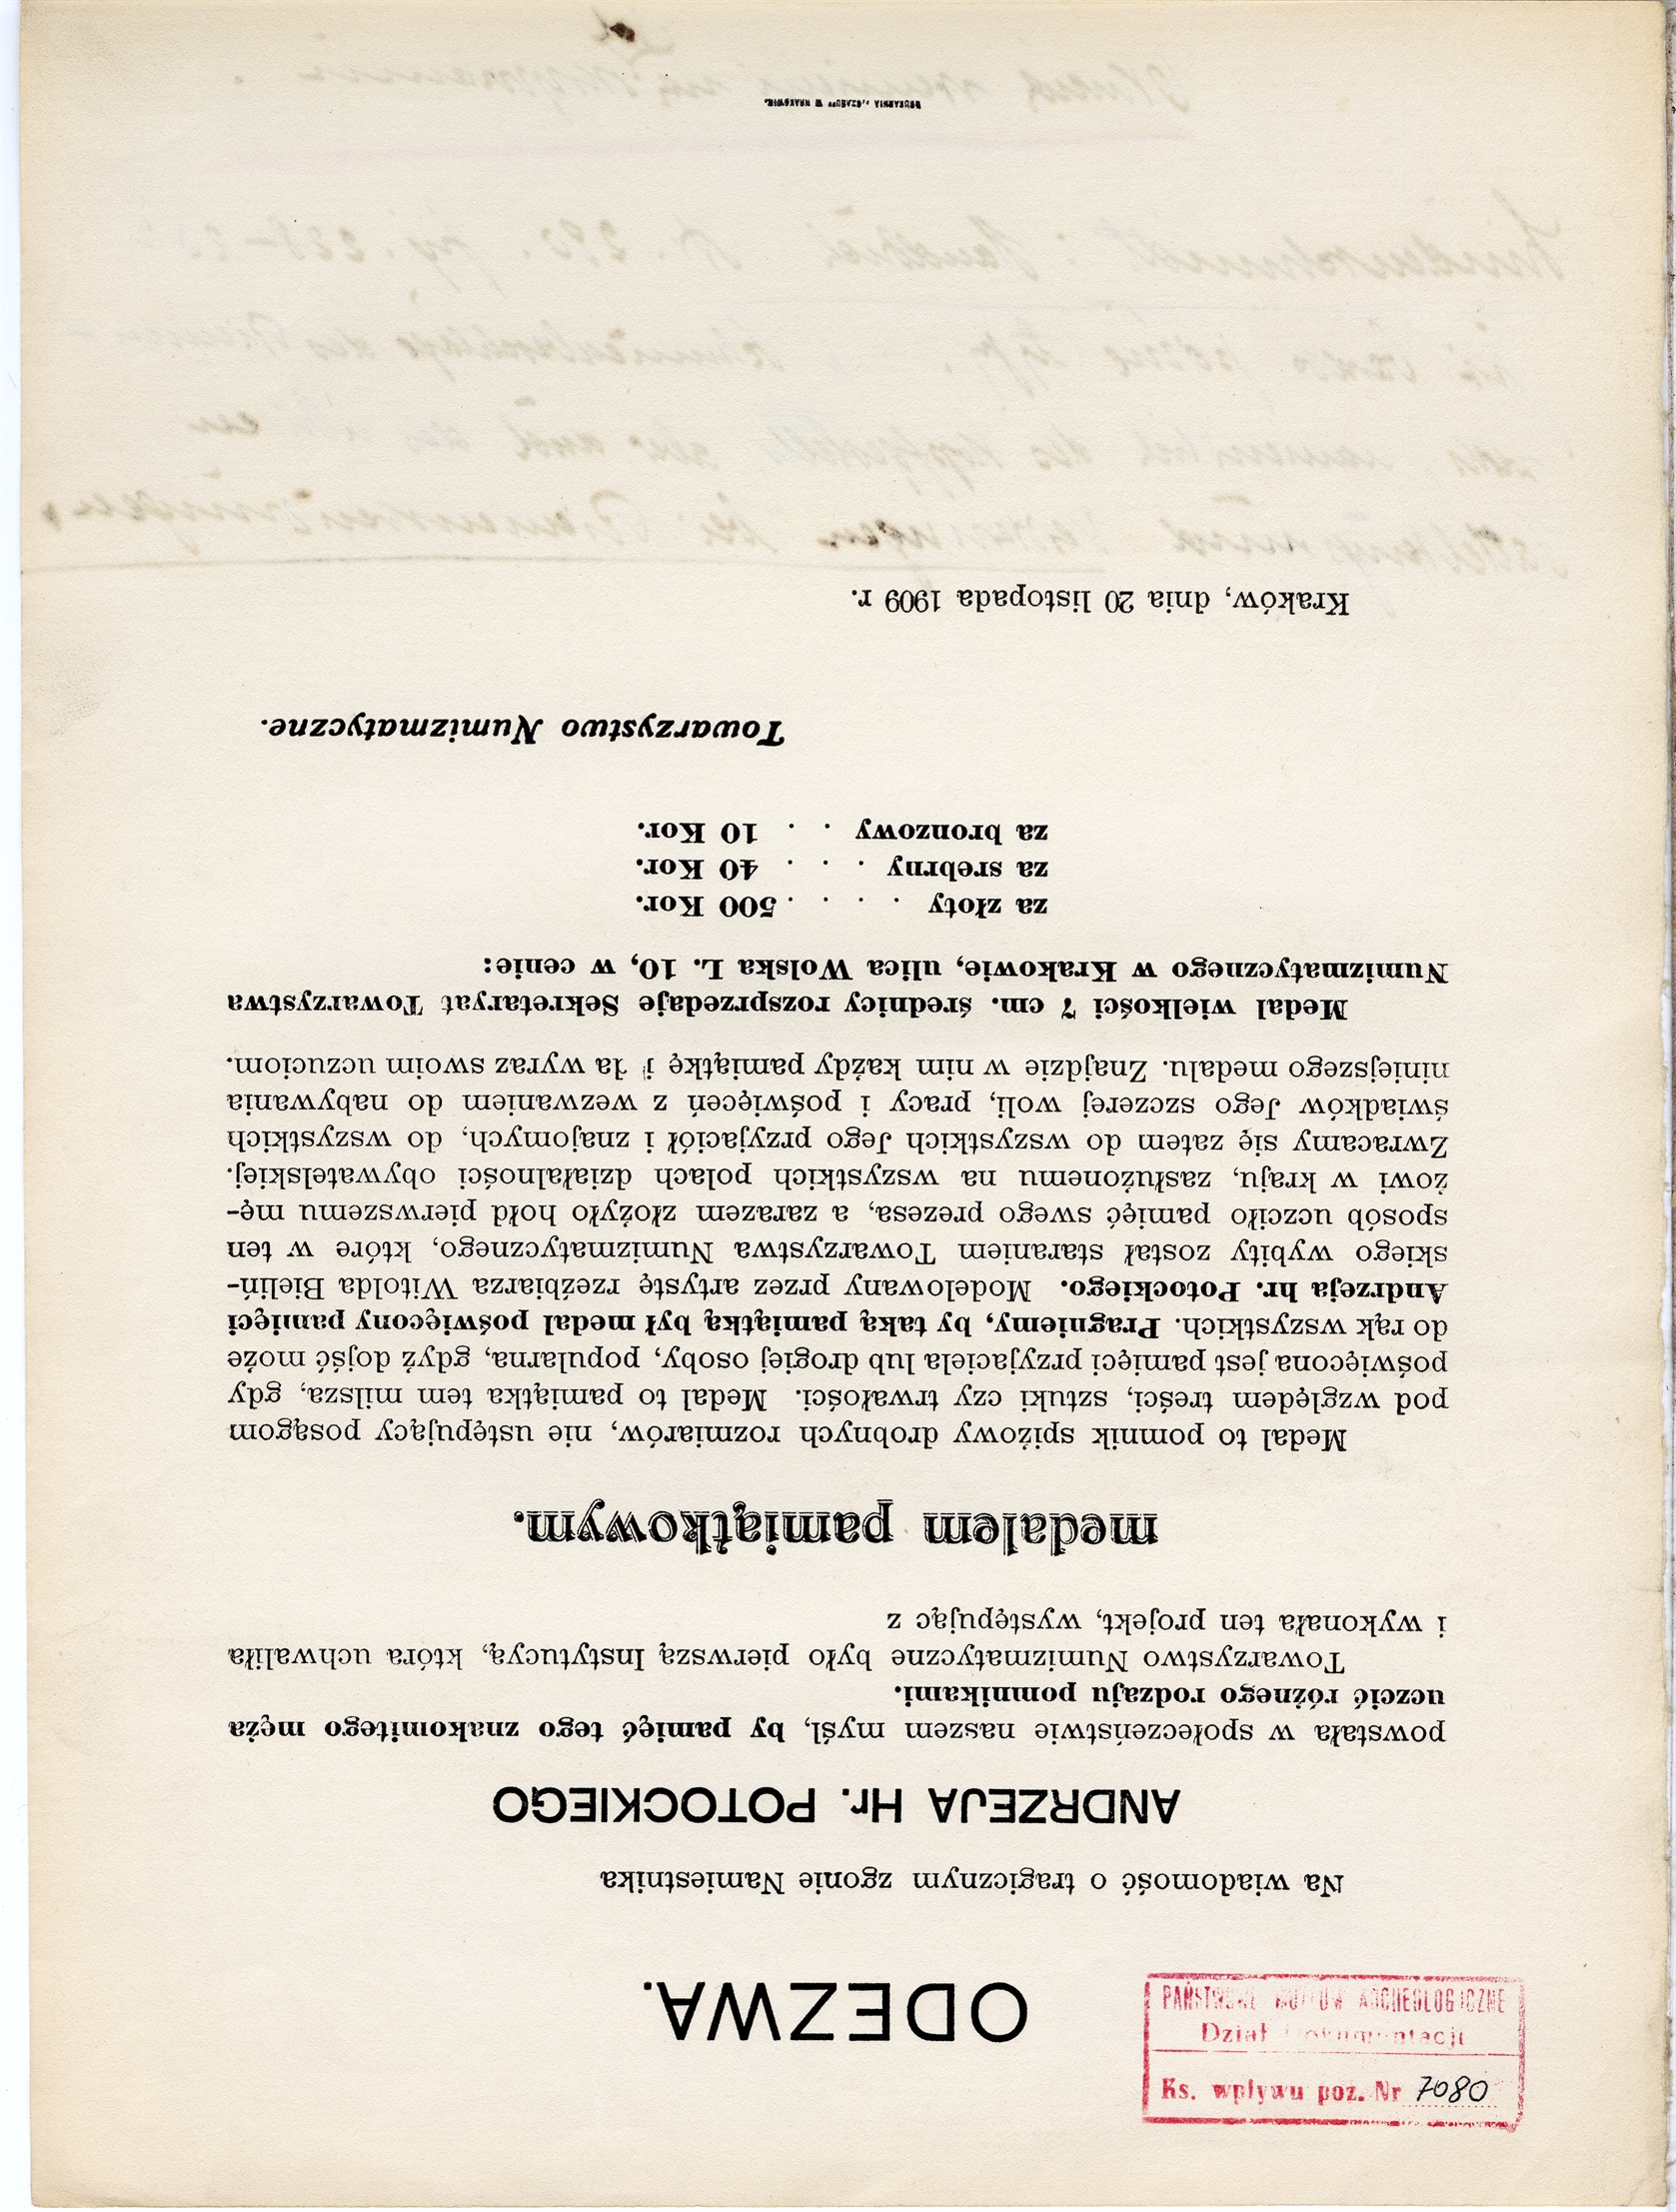 ODEZWA.
Na wiadomość o tragicznym zgonie Namiestnika
ANDRZEJA Hr. POTOCKIEGO
powstała w społeczeństwie naszem myśl, by pamięć tego znakomitego męża
uczcić różnego rodzaju pomnikami.
Towarzystwo Numizmatyczne było pierwszą Instytucyą, która uchwaliła
i wykonała ten projekt, występując z
medalem pamiątkowym.
Medal to pomnik spiżowy drobnych rozmiarów, nie ustępujący posągom
pod względem treści, sztuki czy trwałości. Medal to pamiątka tem milsza, gdy
poświęcona jest pamięci przyjaciela lub drogiej osoby, popularna, gdyż dojść może
do rąk wszystkich. Pragniemy, by taką pamiątką był medal poświęcony pamięci
Andrzeja hr. Potockiego. Modelowany przez artystę rzeźbiarza Witolda Bieliń-
skiego wybity został staraniem Towarzystwa Numizmatycznego, które w ten
sposób uczciło pamięć swego prezesa, a zarazem złożyło hołd pierwszemu mę-
żowi w kraju, zasłużonemu na wszystkich polach działalności obywatelskiej.
Zwracamy się zatem do wszystkich Jego przyjaciół i znajomych, do wszystkich
świadków Jego szczerej woli, pracy i poświęceń z wezwaniem do nabywania
niniejszego medalu. Znajdzie w nim każdy pamiątkę i da wyraz swoim uczuciom.
Medal wielkości 7 cm. średnicy rozsprzedaje Sekretaryat Towarzystwa
Numizmatycznego w Krakowie, ulica Wolska L. 10, w cenie:
za złoty . . . . 500 Kor.
za srebrny . . . 40 Kor.
za bronzowy . . 10 Kor.
Towarzystwo Numizmatyczne.
Kraków, dnia 20 listopada 1909 r.
DRUKARNIA „CZASU" W KRAKOWIE.
PAŃSTWOWE MUZEUM ARCHEOLOGICZNE
Dział Dokumentacji
Ks. wpływu poz. Nr 7080